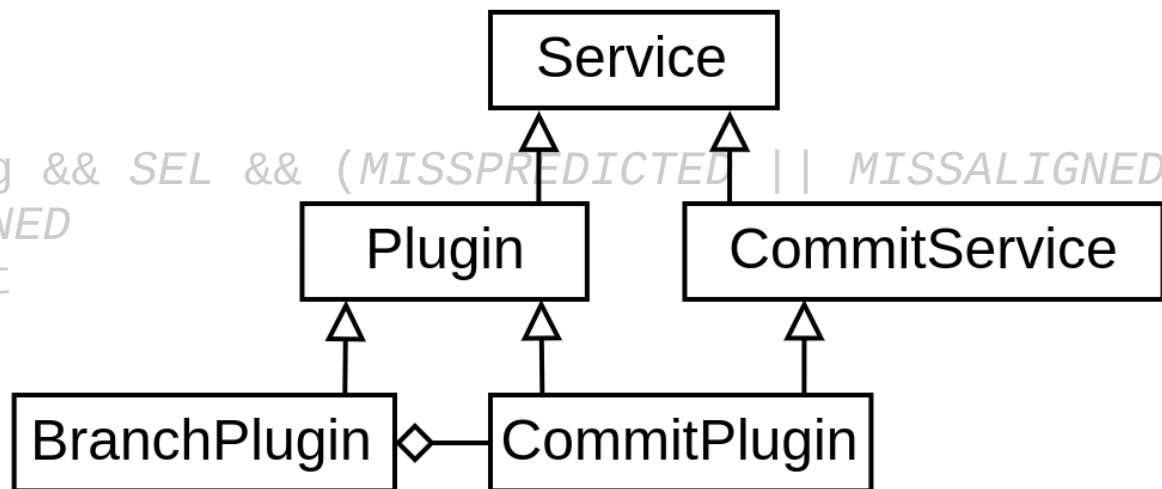 Service
g && SEL && (MISSPREDICTED || MISSALIGNED
NED
t
Plugin
CommitService
BranchPlugin
CommitPlugin